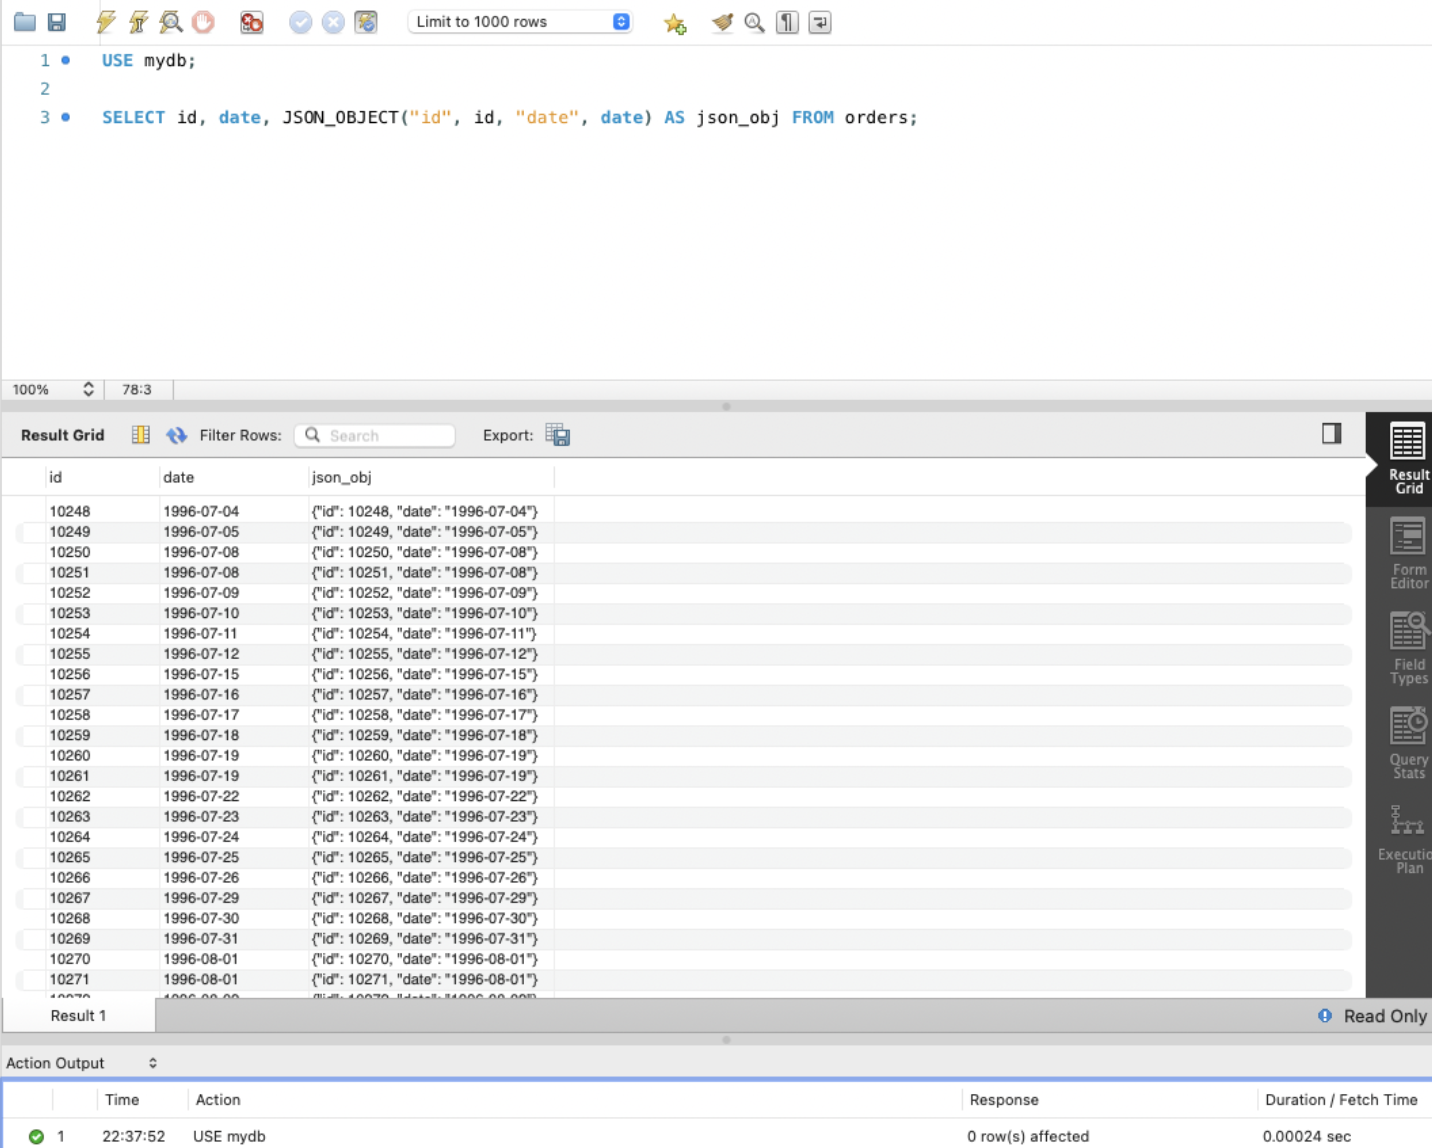 Limit to 1000 rows
1 USE mydb;
2
3 SELECT id, date, JSON_OBJECT("id", id, "date", date) AS json_obj FROM orders;
100% 78:3
Result Grid Filter Rows: Search Export:
id date json_obj
10248 1996-07-04 {"id": 10248, "date": "1996-07-04"}
10249 1996-07-05 {"id": 10249, "date": "1996-07-05"}
10250 1996-07-08 {"id": 10250, "date": "1996-07-08"}
10251 1996-07-08 {"id": 10251, "date": "1996-07-08"}
10252 1996-07-09 {"id": 10252, "date": "1996-07-09"}
10253 1996-07-10 {"id": 10253, "date": "1996-07-10"}
10254 1996-07-11 {"id": 10254, "date": "1996-07-11"}
10255 1996-07-12 {"id": 10255, "date": "1996-07-12"}
10256 1996-07-15 {"id": 10256, "date": "1996-07-15"}
10257 1996-07-16 {"id": 10257, "date": "1996-07-16"}
10258 1996-07-17 {"id": 10258, "date": "1996-07-17"}
10259 1996-07-18 {"id": 10259, "date": "1996-07-18"}
10260 1996-07-19 {"id": 10260, "date": "1996-07-19"}
10261 1996-07-19 {"id": 10261, "date": "1996-07-19"}
10262 1996-07-22 {"id": 10262, "date": "1996-07-22"}
10263 1996-07-23 {"id": 10263, "date": "1996-07-23"}
10264 1996-07-24 {"id": 10264, "date": "1996-07-24"}
10265 1996-07-25 {"id": 10265, "date": "1996-07-25"}
10266 1996-07-26 {"id": 10266, "date": "1996-07-26"}
10267 1996-07-29 {"id": 10267, "date": "1996-07-29"}
10268 1996-07-30 {"id": 10268, "date": "1996-07-30"}
10269 1996-07-31 {"id": 10269, "date": "1996-07-31"}
10270 1996-08-01 {"id": 10270, "date": "1996-08-01"}
10271 1996-08-01 {"id": 10271, "date": "1996-08-01"}
Result
Grid
Form
Editor
Field
Types
Query
Stats
Executio
Plan
Result 1 Read Only
Action Output
Time Action Response Duration / Fetch Time
1 22:37:52 USE mydb 0 row(s) affected 0.00024 sec